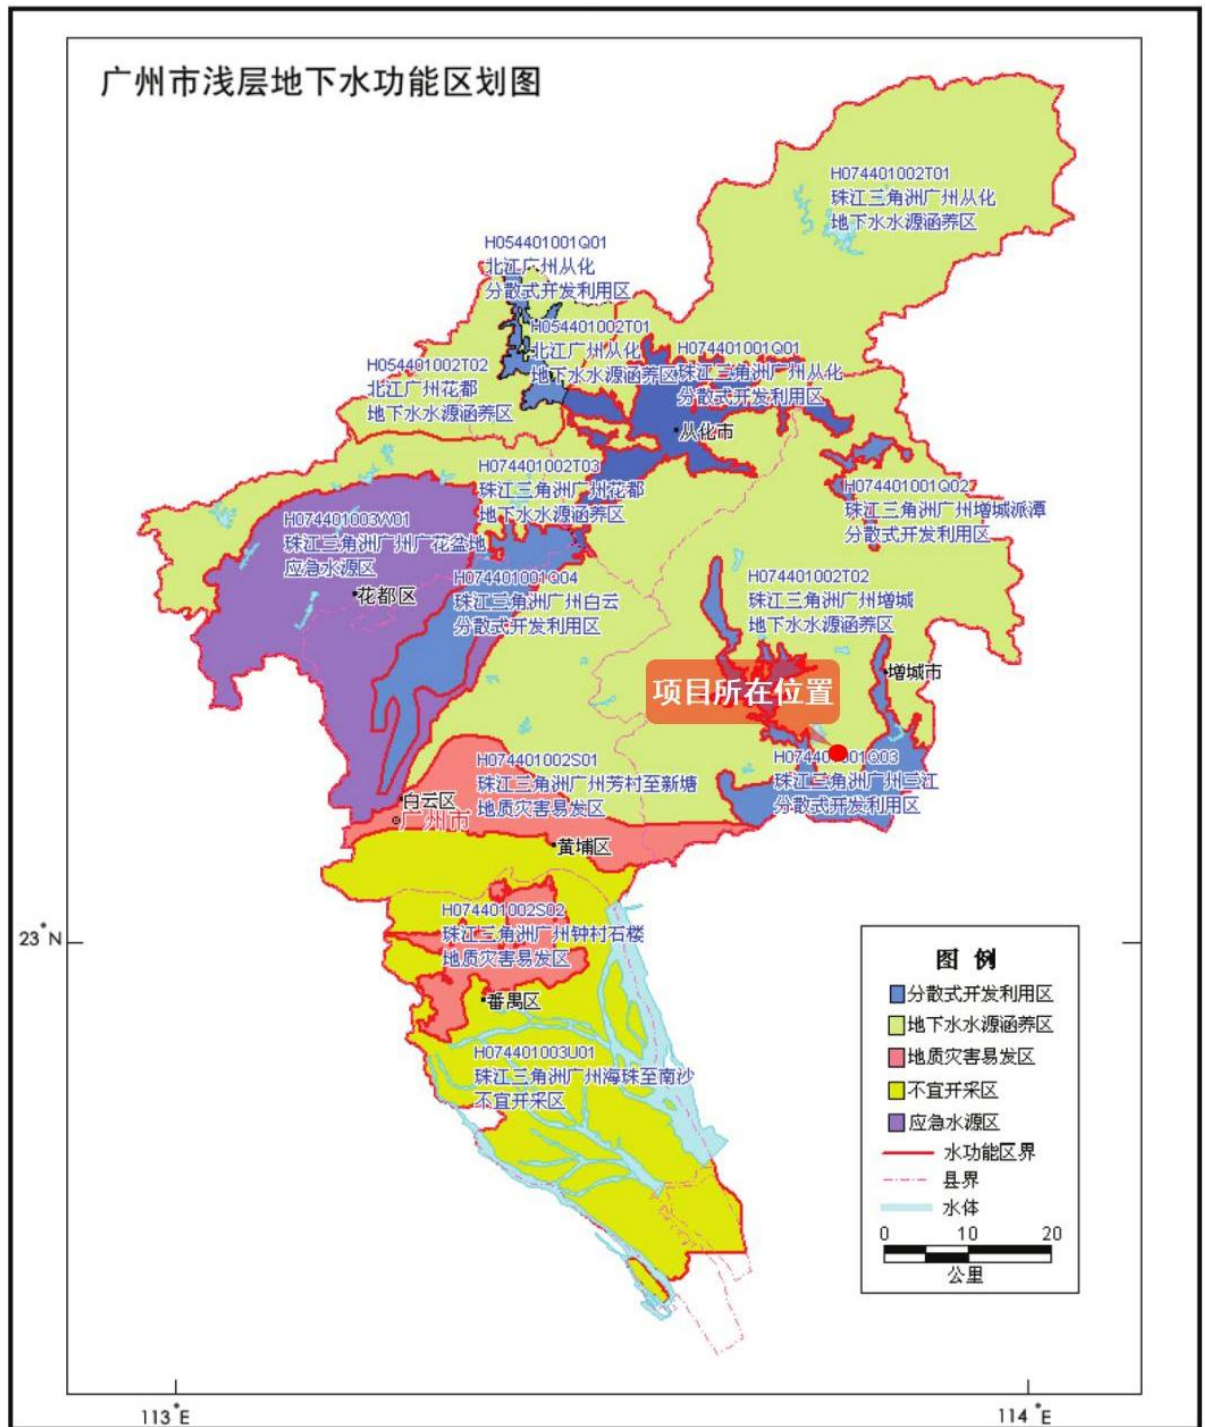 广州市浅层地下水功能区划图
H074401002T01
珠江三角洲广州从化
地下水水源涵养区
H054401001Q01
北江广州从化
分散式开发利用区
H054401002T01
北江广州从化
地下水水源涵养区
H074401001Q01
珠江三角洲广州从化
分散式开发利用区
H054401002T02
北江广州花都
地下水水源涵养区
从化市
H074401002T03
珠江三角洲广州花都
地下水水源涵养区
H074401001Q02
珠江三角洲广州增城派潭
分散式开发利用区
H074401003W01
珠江三角洲广州广花盆地
应急水源区
花都区
H074401001Q04
珠江三角洲广州白云
分散式开发利用区
H074401002T02
珠江三角洲广州增城
地下水水源涵养区
增城市
项目所在位置
H074401001Q03
珠江三角洲广州三江
分散式开发利用区
H074401002S01
珠江三角洲广州芳村至新塘
地质灾害易发区
白云区
广州市
黄埔区
H074401002S02
珠江三角洲广州钟村石楼
地质灾害易发区
番禺区
H074401003U01
珠江三角洲广州海珠至南沙
不宜开采区
23°N
图 例
分散式开发利用区
地下水水源涵养区
地质灾害易发区
不宜开采区
应急水源区
水功能区界
县界
水体
0 10 20
公里
113°E
114°E